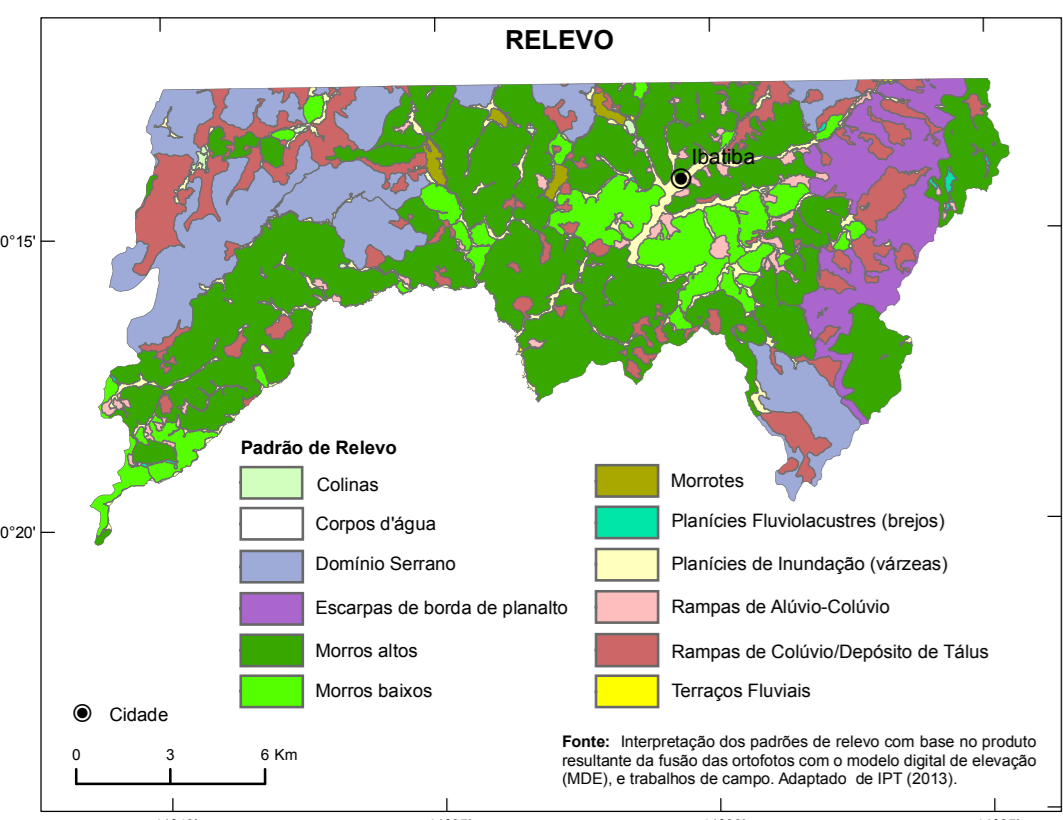 RELEVO
Ibatiba
0°15'
0°20'
Padrão de Relevo
Colinas
Corpos d'água
Domínio Serrano
Escarpas de borda de planalto
Morros altos
Morros baixos
Morrotes
Planícies Fluviolacustres (brejos)
Planícies de Inundação (várzeas)
Rampas de Alúvio-Colúvio
Rampas de Colúvio/Depósito de Tálus
Terraços Fluviais
Cidade
0 3 6 Km
Fonte: Interpretação dos padrões de relevo com base no produto
resultante da fusão das ortofotos com o modelo digital de elevação
(MDE), e trabalhos de campo. Adaptado de IPT (2013).